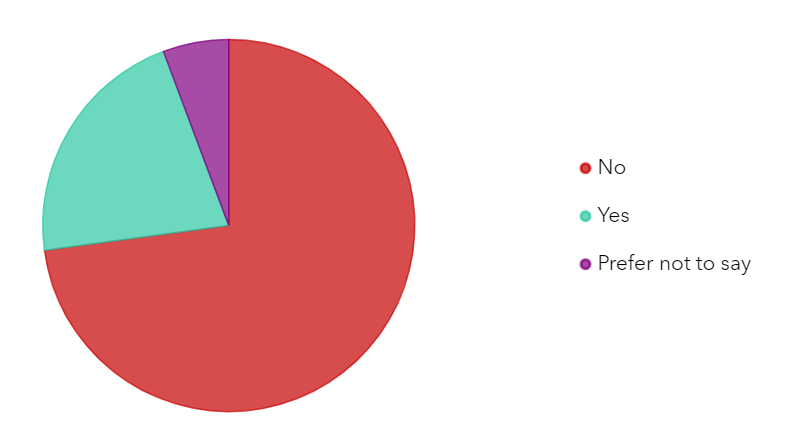 No
Yes
Prefer not to say